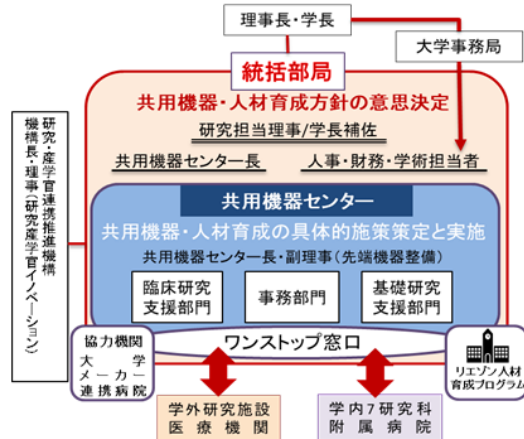 理事長・学長
大学事務局
統括部局
共用機器・人材育成方針の意思決定
研究担当理事/学長補佐
共用機器センター長
人事・財務・学術担当者
研究・産学官連携推進機構
機構長・理事(研究産学官イノベーション)
共用機器センター
共用機器・人材育成の具体的施策策定と実施
共用機器センター長・副理事(先端機器整備)
臨床研究
支援部門
事務部門
基礎研究
支援部門
ワンストップ窓口
協力機関
大学
メーカー
連携病院
リエゾン人材
育成プログラム
学外研究施設
医療機関
学内7研究科
附属病院